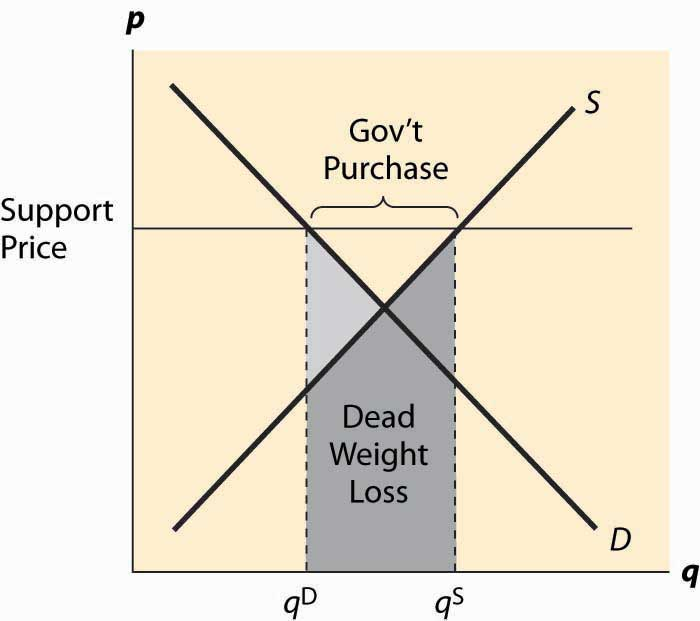 p
S
Gov’t
Purchase
Support
Price
Dead
Weight
Loss
D
q
qD
qS